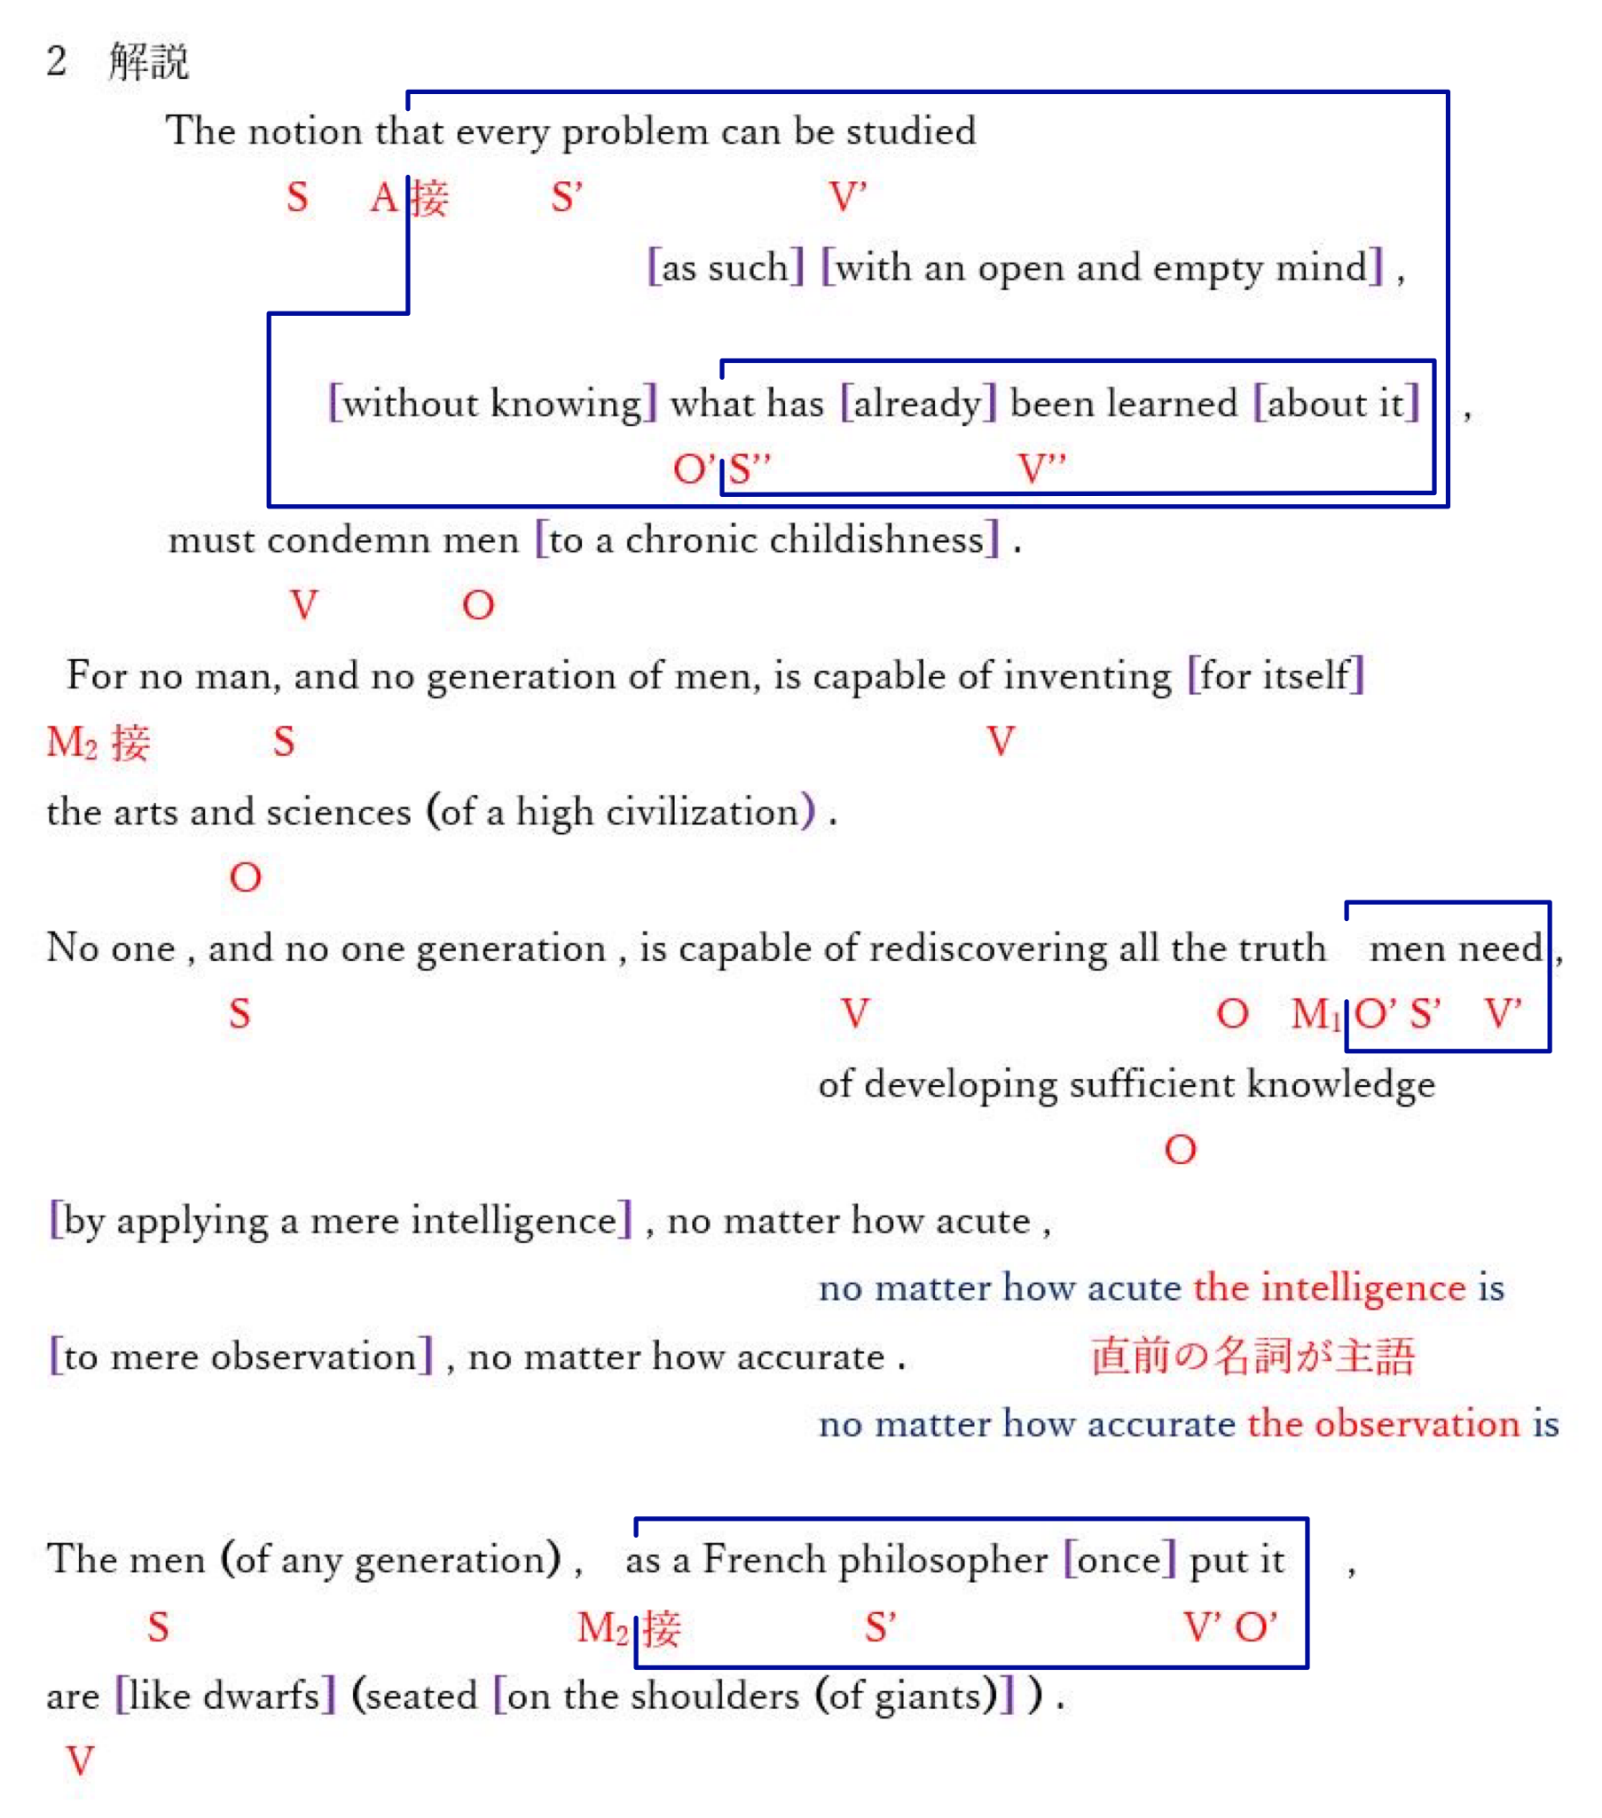 2 解説
The notion that every problem can be studied
S A 接 S’ V’
[as such] [with an open and empty mind] ,
[without knowing] what has [already] been learned [about it] ,
O’ S’’ V’’
must condemn men [to a chronic childishness] .
V O
For no man, and no generation of men, is capable of inventing [for itself]
M₂ 接 S V
the arts and sciences (of a high civilization) .
O
No one , and no one generation , is capable of rediscovering all the truth men need ,
S V O M₁ O’ S’ V’
of developing sufficient knowledge
O
[by applying a mere intelligence] , no matter how acute ,
no matter how acute the intelligence is
[to mere observation] , no matter how accurate . 直前の名詞が主語
no matter how accurate the observation is
The men (of any generation) , as a French philosopher [once] put it ,
S M₂ 接 S’ V’ O’
are [like dwarfs] (seated [on the shoulders (of giants)] ) .
V